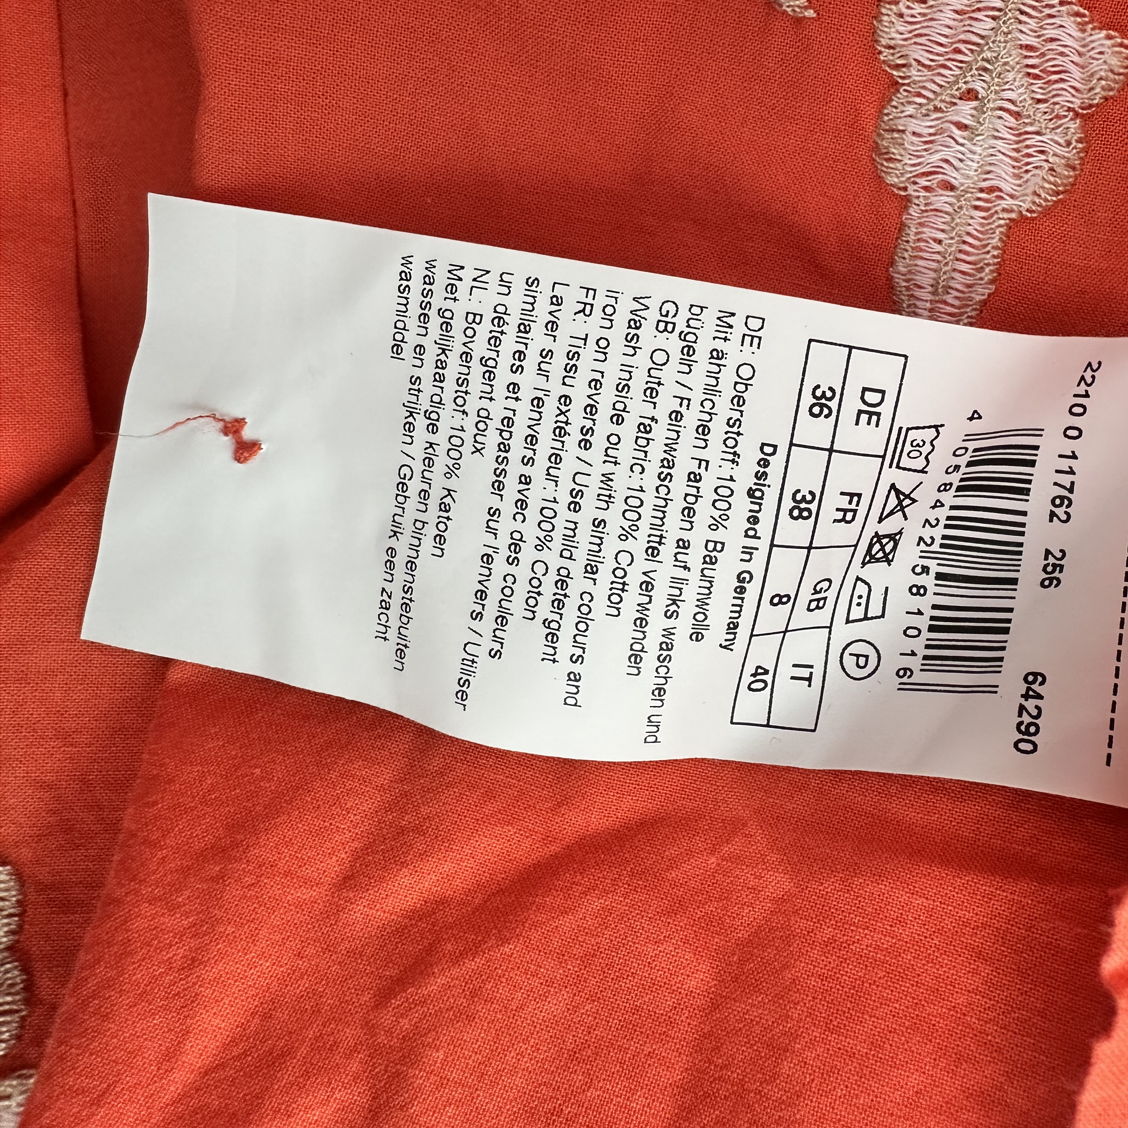 2210 0 11762 256 64290
4 058422 581016
30 P
DE FR GB IT
36 38 8 40
Designed in Germany
DE: Oberstoff:100% Baumwolle
Mit ähnlichen Farben auf links waschen und
bügeln / Feinwaschmittel verwenden
GB: Outer fabric:100% Cotton
Wash inside out with similar colours and
iron on reverse / Use mild detergent
FR: Tissu extérieur:100% Coton
Laver sur l'envers avec des couleurs
similaires et repasser sur l'envers / Utiliser
un détergent doux
NL: Bovenstof:100% Katoen
Met gelijkaardige kleuren binnenstebuiten
wassen en strijken / Gebruik een zacht
wasmiddel